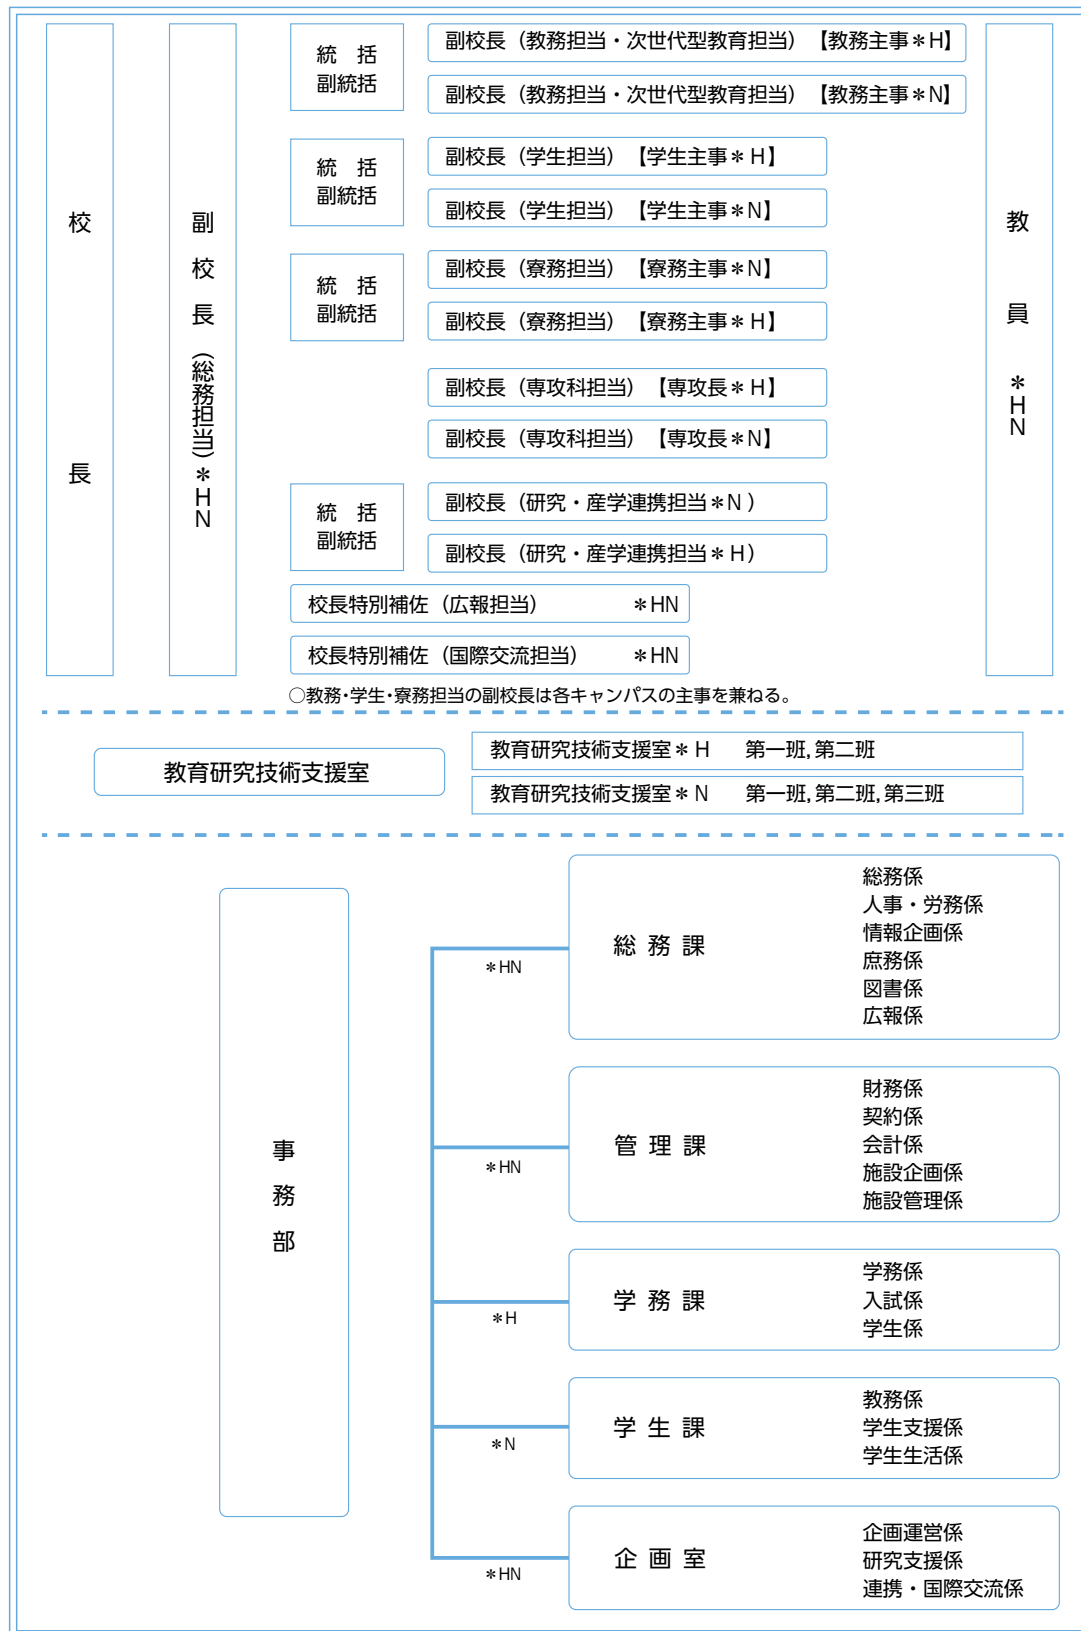 校長
副校長（総務担当）＊HN
統　括
副統括
副校長（教務担当・次世代型教育担当）【教務主事＊H】
副校長（教務担当・次世代型教育担当）【教務主事＊N】
統　括
副統括
副校長（学生担当）【学生主事＊H】
副校長（学生担当）【学生主事＊N】
統　括
副統括
副校長（寮務担当）【寮務主事＊N】
副校長（寮務担当）【寮務主事＊H】
副校長（専攻科担当）【専攻長＊H】
副校長（専攻科担当）【専攻長＊N】
統　括
副統括
副校長（研究・産学連携担当＊N）
副校長（研究・産学連携担当＊H）
校長特別補佐（広報担当）　＊HN
校長特別補佐（国際交流担当）　＊HN
教員　＊HN
○教務・学生・寮務担当の副校長は各キャンパスの主事を兼ねる。
教育研究技術支援室
教育研究技術支援室＊H　第一班，第二班
教育研究技術支援室＊N　第一班，第二班，第三班
事務部
＊HN
総務課
総務係
人事・労務係
情報企画係
庶務係
図書係
広報係
＊HN
管理課
財務係
契約係
会計係
施設企画係
施設管理係
＊H
学務課
学務係
入試係
学生係
＊N
学生課
教務係
学生支援係
学生生活係
＊HN
企画室
企画運営係
研究支援係
連携・国際交流係